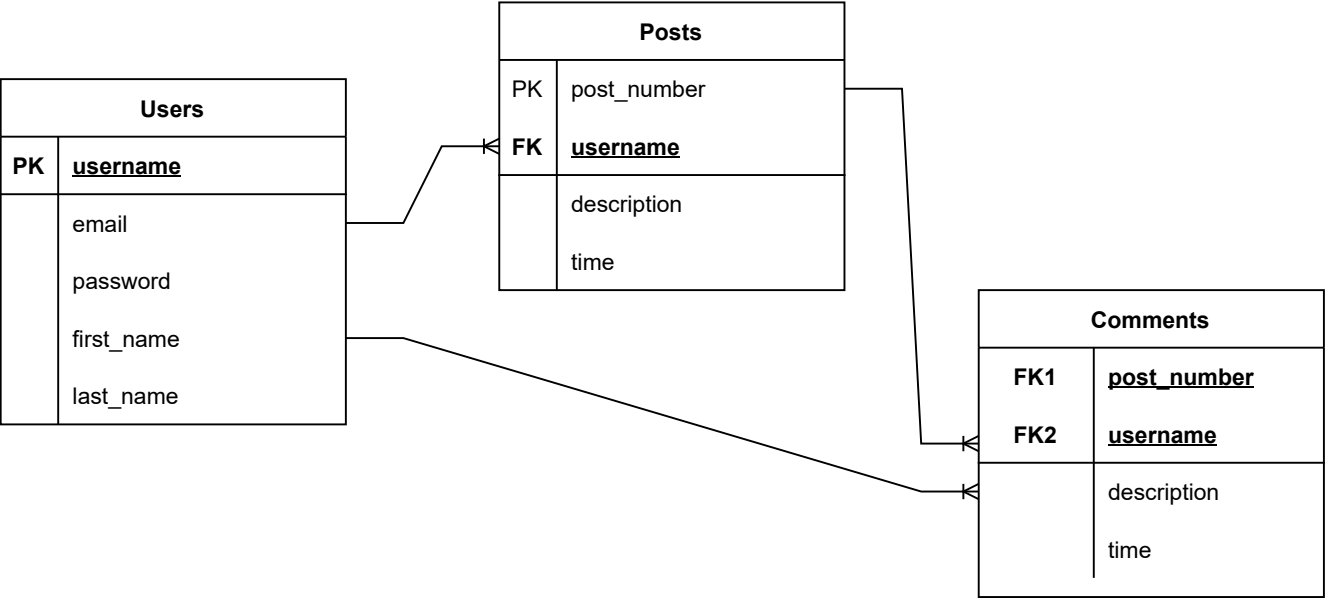 Users
PK username
email
password
first_name
last_name
Posts
PK post_number
FK username
description
time
Comments
FK1 post_number
FK2 username
description
time